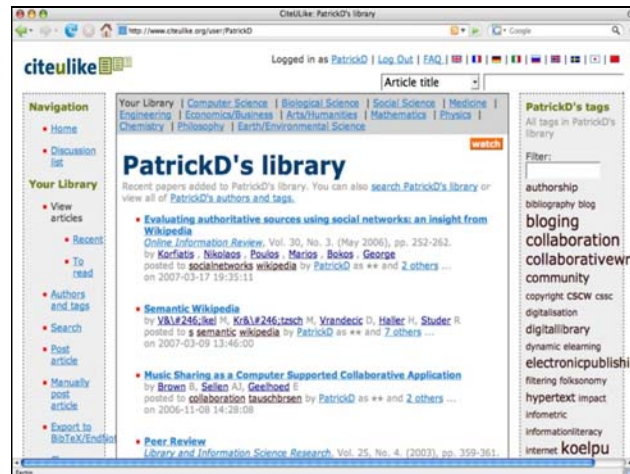 CiteULike: PatrickD's library
http://www.citeulike.org/user/PatrickD
Google
citeulike
Logged in as PatrickD | Log Out | FAQ
Article title
Navigation
Home
Discussion list
Your Library
View articles
Recent
To read
Authors and tags
Search
Post article
Manually post article
Export to BibTeX/EndNot
Your Library | Computer Science | Biological Science | Social Science | Medicine |
Engineering | Economics/Business | Arts/Humanities | Mathematics | Physics |
Chemistry | Philosophy | Earth/Environmental Science
watch
PatrickD's library
Recent papers added to PatrickD's library. You can also search PatrickD's library or
view all of PatrickD's authors and tags.
Evaluating authoritative sources using social networks: an insight from
Wikipedia
Online Information Review, Vol. 30, No. 3. (May 2006), pp. 252-262.
by Korfiatis , Nikolaos , Poulos , Marios , Bokos , George
posted to socialnetworks wikipedia by PatrickD as ** and 2 others ...
on 2007-03-17 19:35:11
Semantic Wikipedia
by V&\#246;lkel M, Kr&\#246;tzsch M, Vrandecic D, Haller H, Studer R
posted to s semantic wikipedia by PatrickD as ** and 7 others ...
on 2007-03-09 13:46:00
Music Sharing as a Computer Supported Collaborative Application
by Brown B, Sellen AJ, Geelhoed E
posted to collaboration tauschbrsen by PatrickD as ** and 2 others ...
on 2006-11-08 14:28:08
Peer Review
Library and Information Science Research, Vol. 25, No. 4. (2003), pp. 359-361.
PatrickD's tags
All tags in PatrickD's
library
Filter:
authorship
bibliography blog
bloging
collaboration
collaborativewr
community
copyright cscw cssc
digitalisation
digitallibrary
dynamic elearning
electronicpublishi
filtering folksonomy
hypertext impact
infometric
informationliteracy
internet koelpu